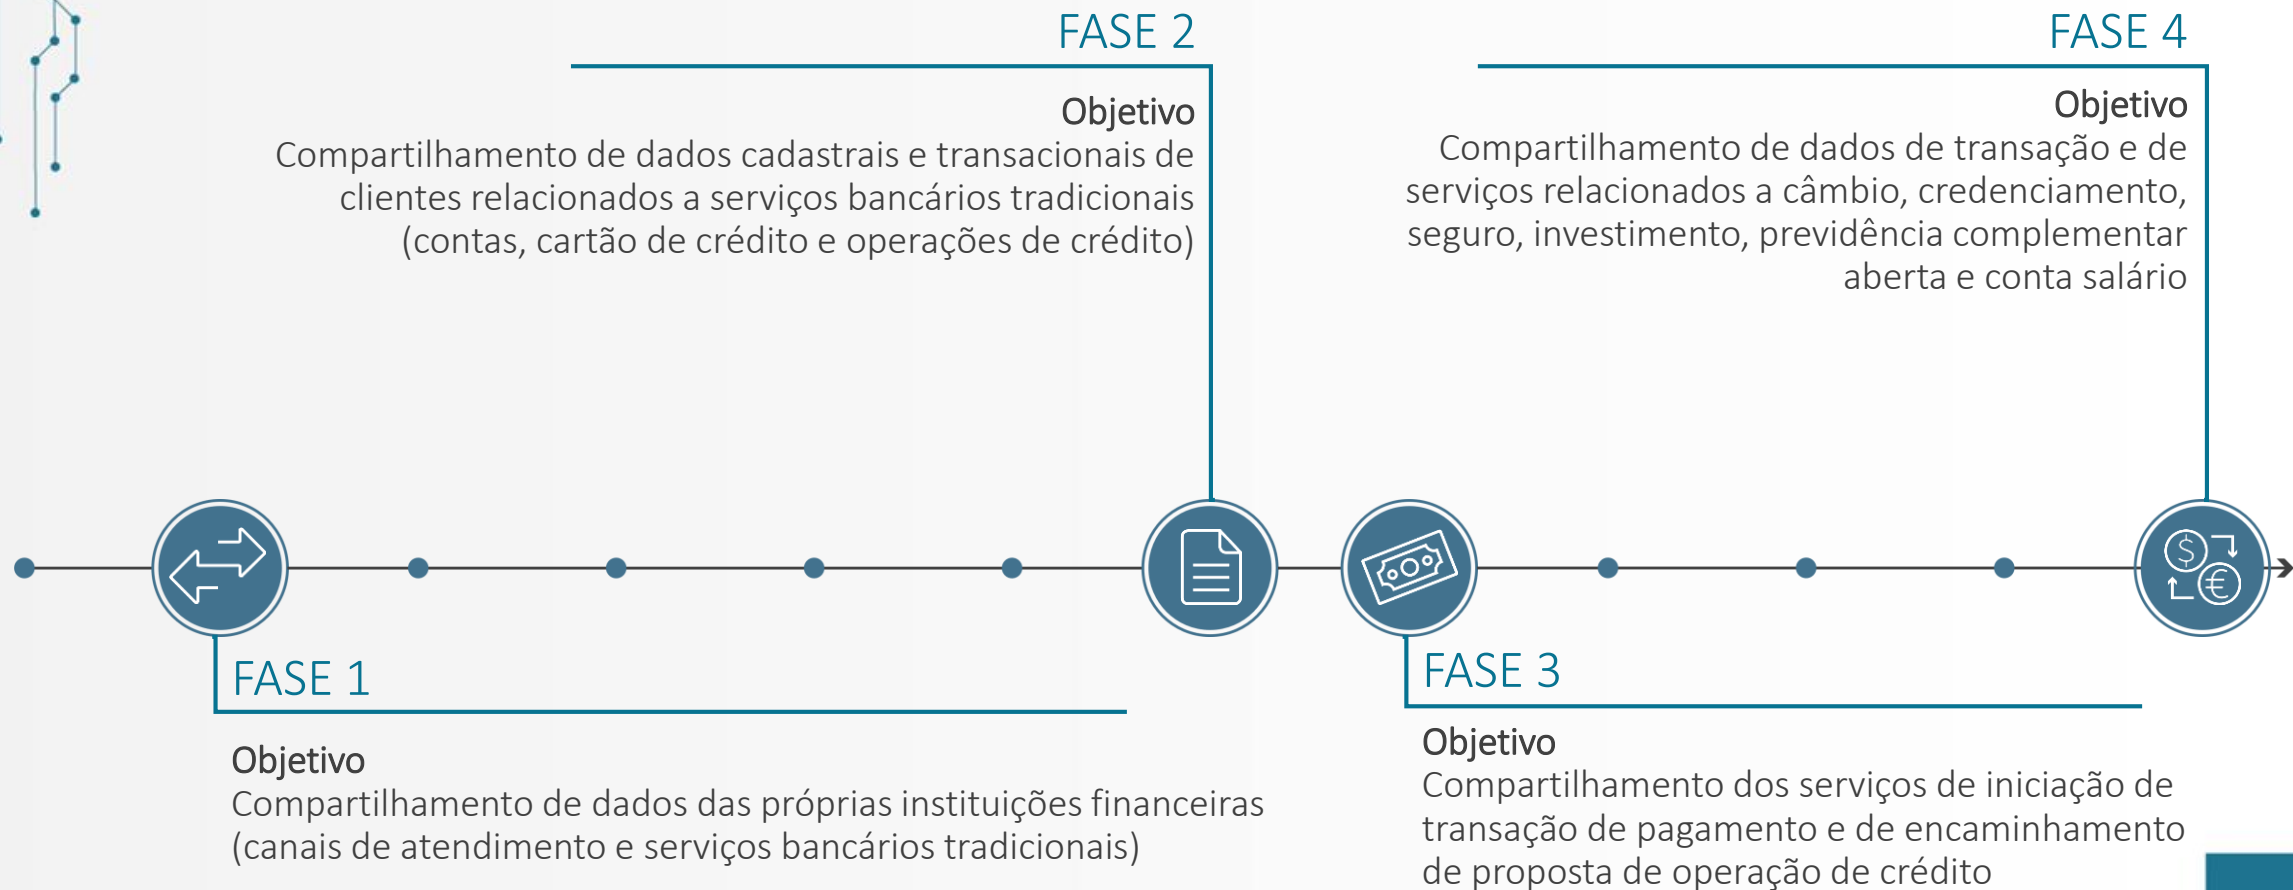 FASE 2
Objetivo
Compartilhamento de dados cadastrais e transacionais de
clientes relacionados a serviços bancários tradicionais
(contas, cartão de crédito e operações de crédito)
FASE 4
Objetivo
Compartilhamento de dados de transação e de
serviços relacionados a câmbio, credenciamento,
seguro, investimento, previdência complementar
aberta e conta salário
$
€
FASE 1
Objetivo
Compartilhamento de dados das próprias instituições financeiras
(canais de atendimento e serviços bancários tradicionais)
FASE 3
Objetivo
Compartilhamento dos serviços de iniciação de
transação de pagamento e de encaminhamento
de proposta de operação de crédito